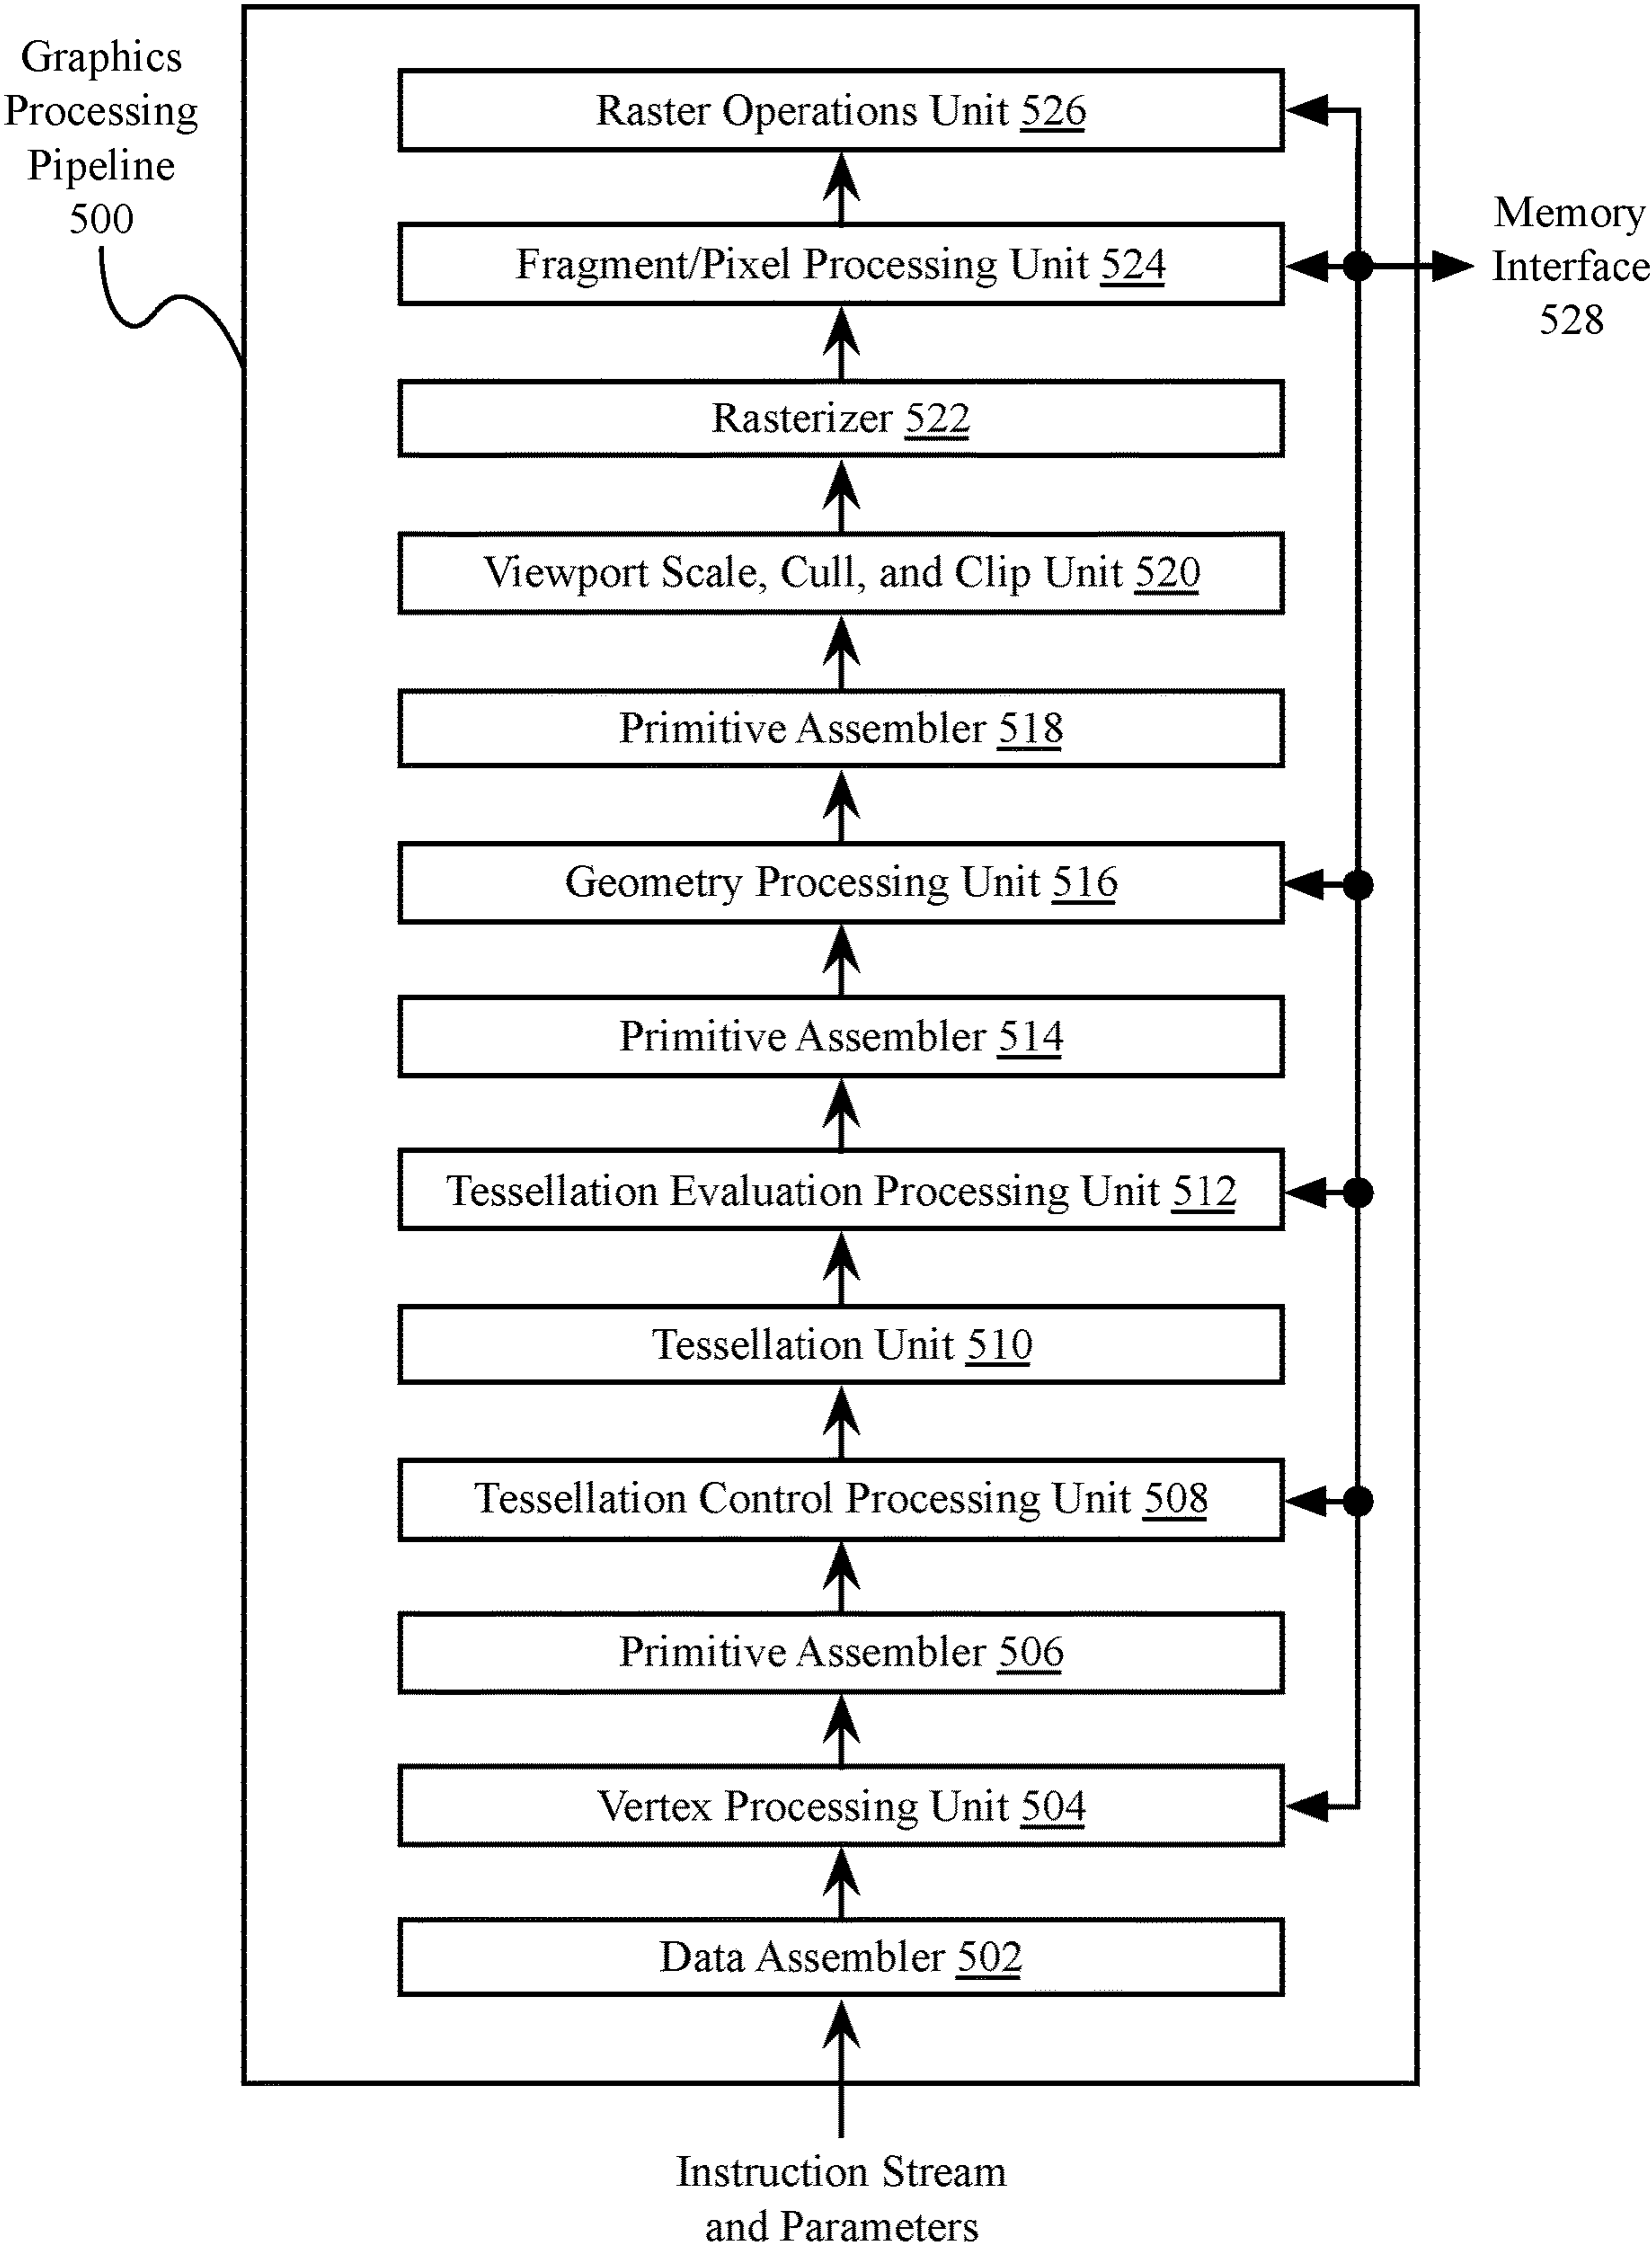 Graphics
Processing
Pipeline
500
Raster Operations Unit 526
Fragment/Pixel Processing Unit 524
Memory
Interface
528
Rasterizer 522
Viewport Scale, Cull, and Clip Unit 520
Primitive Assembler 518
Geometry Processing Unit 516
Primitive Assembler 514
Tessellation Evaluation Processing Unit 512
Tessellation Unit 510
Tessellation Control Processing Unit 508
Primitive Assembler 506
Vertex Processing Unit 504
Data Assembler 502
Instruction Stream
and Parameters